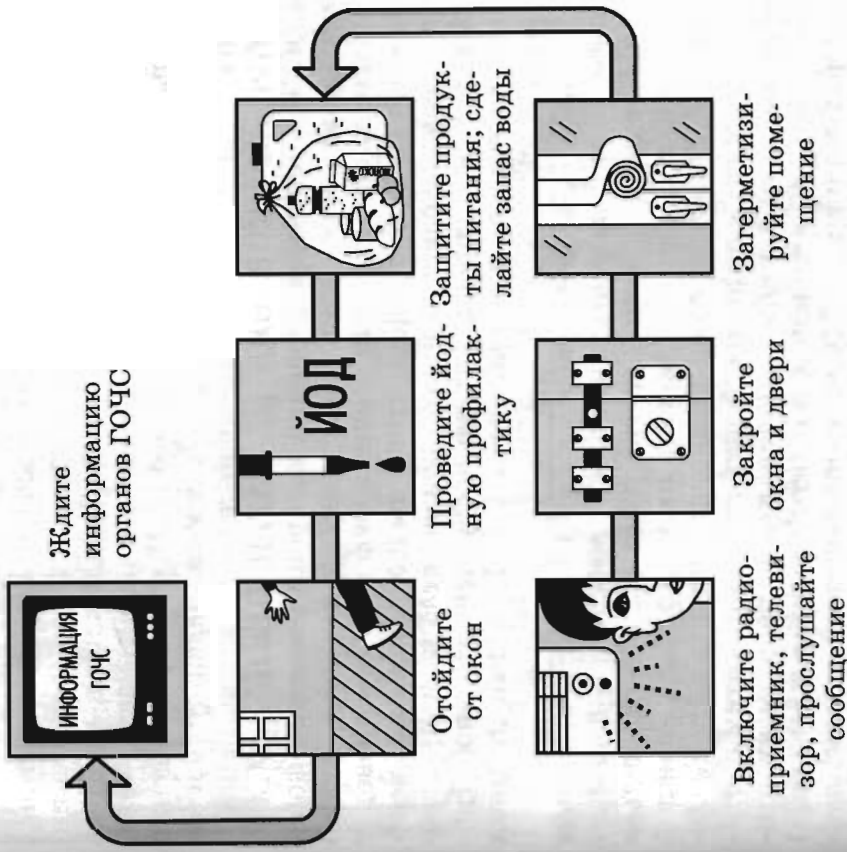 ИНФОРМАЦИЯ
ГОЧС
Ждите
информацию
органов ГОЧС
Отойдите
от окон
ЙОД
Проведите йод-
ную профилак-
тику
МОЛОКО
Защитите продук-
ты питания; сде-
лайте запас воды
Включите радио-
приемник, телеви-
зор, прослушайте
сообщение
Закройте
окна и двери
Загерметизи-
руйте поме-
щение